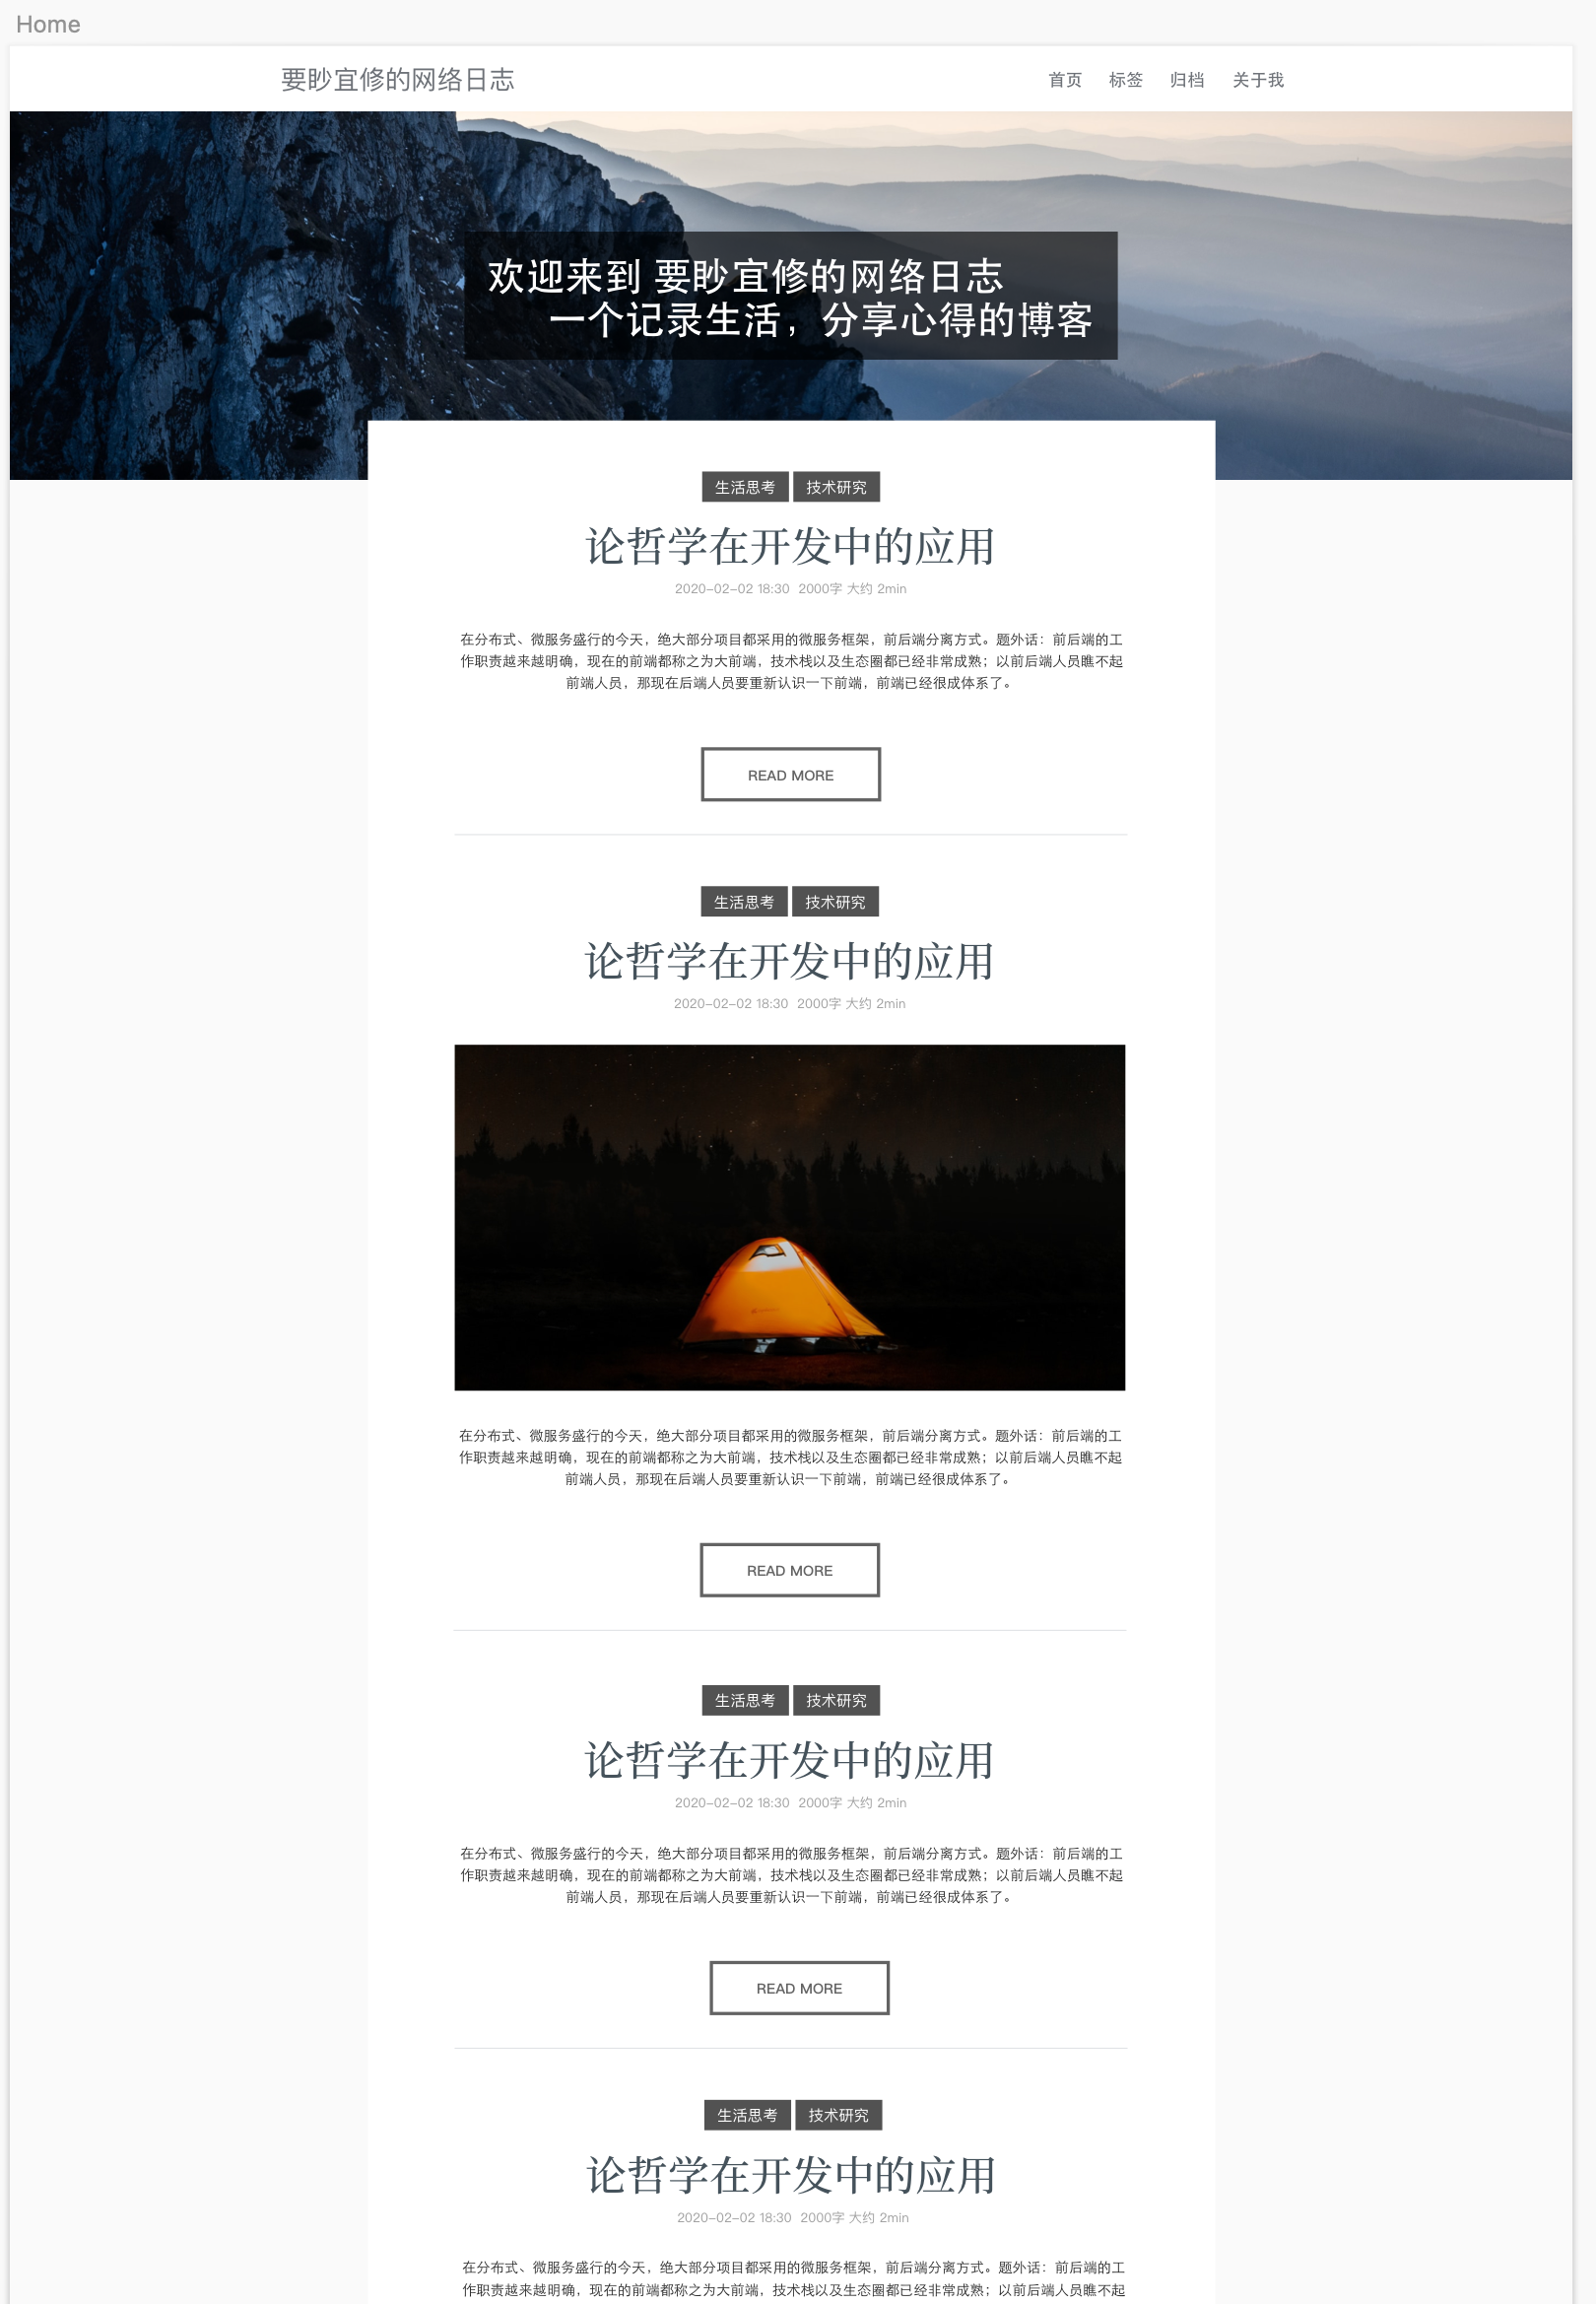 Home
要眇宜修的网络日志
首页 标签 归档 关于我
欢迎来到 要眇宜修的网络日志
一个记录生活，分享心得的博客
生活思考 技术研究
论哲学在开发中的应用
2020-02-02 18:30 2000字 大约 2min
在分布式、微服务盛行的今天，绝大部分项目都采用的微服务框架，前后端分离方式。题外话：前后端的工
作职责越来越明确，现在的前端都称之为大前端，技术栈以及生态圈都已经非常成熟；以前后端人员瞧不起
前端人员，那现在后端人员要重新认识一下前端，前端已经很成体系了。
READ MORE
生活思考 技术研究
论哲学在开发中的应用
2020-02-02 18:30 2000字 大约 2min
在分布式、微服务盛行的今天，绝大部分项目都采用的微服务框架，前后端分离方式。题外话：前后端的工
作职责越来越明确，现在的前端都称之为大前端，技术栈以及生态圈都已经非常成熟；以前后端人员瞧不起
前端人员，那现在后端人员要重新认识一下前端，前端已经很成体系了。
READ MORE
生活思考 技术研究
论哲学在开发中的应用
2020-02-02 18:30 2000字 大约 2min
在分布式、微服务盛行的今天，绝大部分项目都采用的微服务框架，前后端分离方式。题外话：前后端的工
作职责越来越明确，现在的前端都称之为大前端，技术栈以及生态圈都已经非常成熟；以前后端人员瞧不起
前端人员，那现在后端人员要重新认识一下前端，前端已经很成体系了。
READ MORE
生活思考 技术研究
论哲学在开发中的应用
2020-02-02 18:30 2000字 大约 2min
在分布式、微服务盛行的今天，绝大部分项目都采用的微服务框架，前后端分离方式。题外话：前后端的工
作职责越来越明确，现在的前端都称之为大前端，技术栈以及生态圈都已经非常成熟；以前后端人员瞧不起